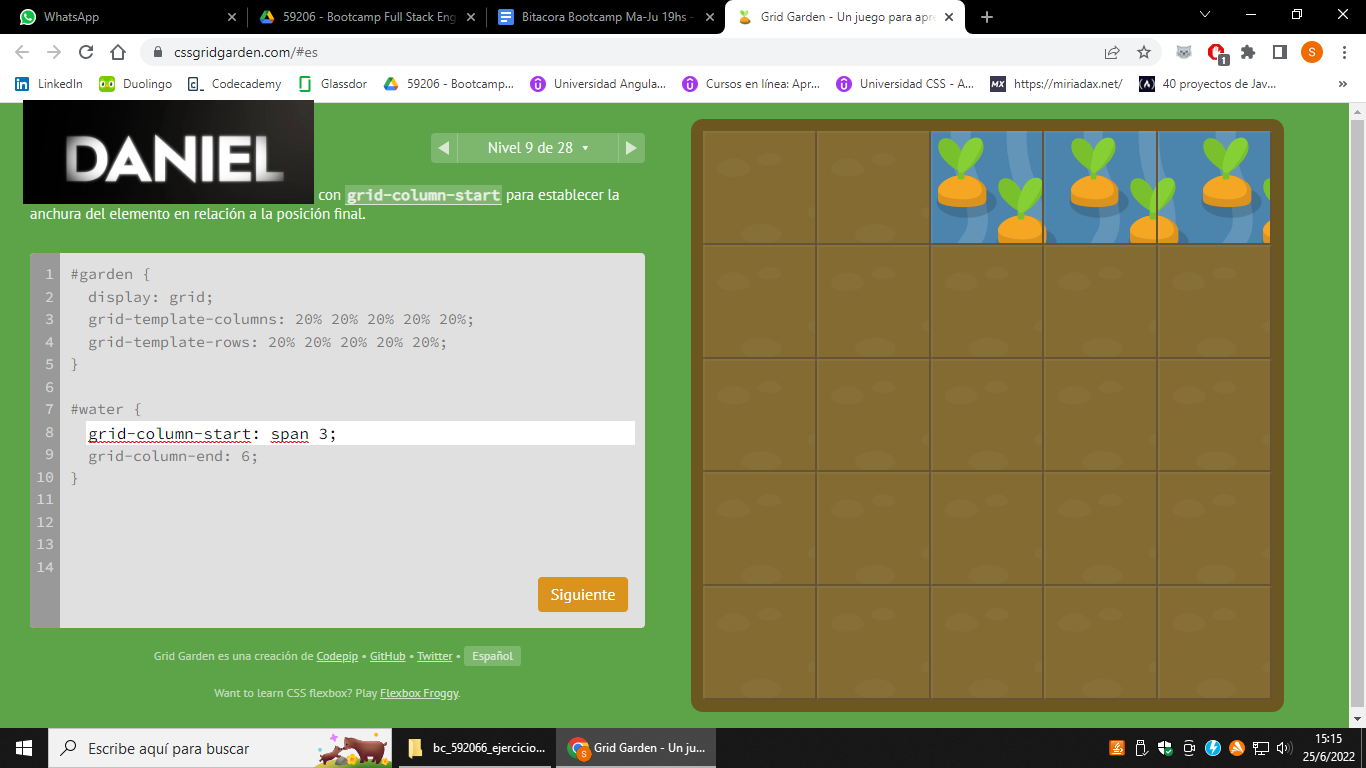 WhatsApp
59206 - Bootcamp Full Stack Eng
Bitacora Bootcamp Ma-Ju 19hs -
Grid Garden - Un juego para apre
cssgridgarden.com/#es
1
S
LinkedIn
Duolingo
Codecademy
Glassdor
59206 - Bootcamp...
Universidad Angula...
Cursos en línea: Apr...
Universidad CSS - A...
MX
https://miriadax.net/
40 proyectos de Jav...
»
DANIEL
Nivel 9 de 28
con grid-column-start para establecer la
anchura del elemento en relación a la posición final.
1 #garden {
2 display: grid;
3 grid-template-columns: 20% 20% 20% 20% 20%;
4 grid-template-rows: 20% 20% 20% 20% 20%;
5 }
6
7 #water {
8 grid-column-start: span 3;
9 grid-column-end: 6;
10 }
11
12
13
14
Siguiente
Grid Garden es una creación de Codepip • GitHub • Twitter • Español
Want to learn CSS flexbox? Play Flexbox Froggy.
Escribe aquí para buscar
bc_592066_ejercicio...
S
Grid Garden - Un ju...
15:15
25/6/2022